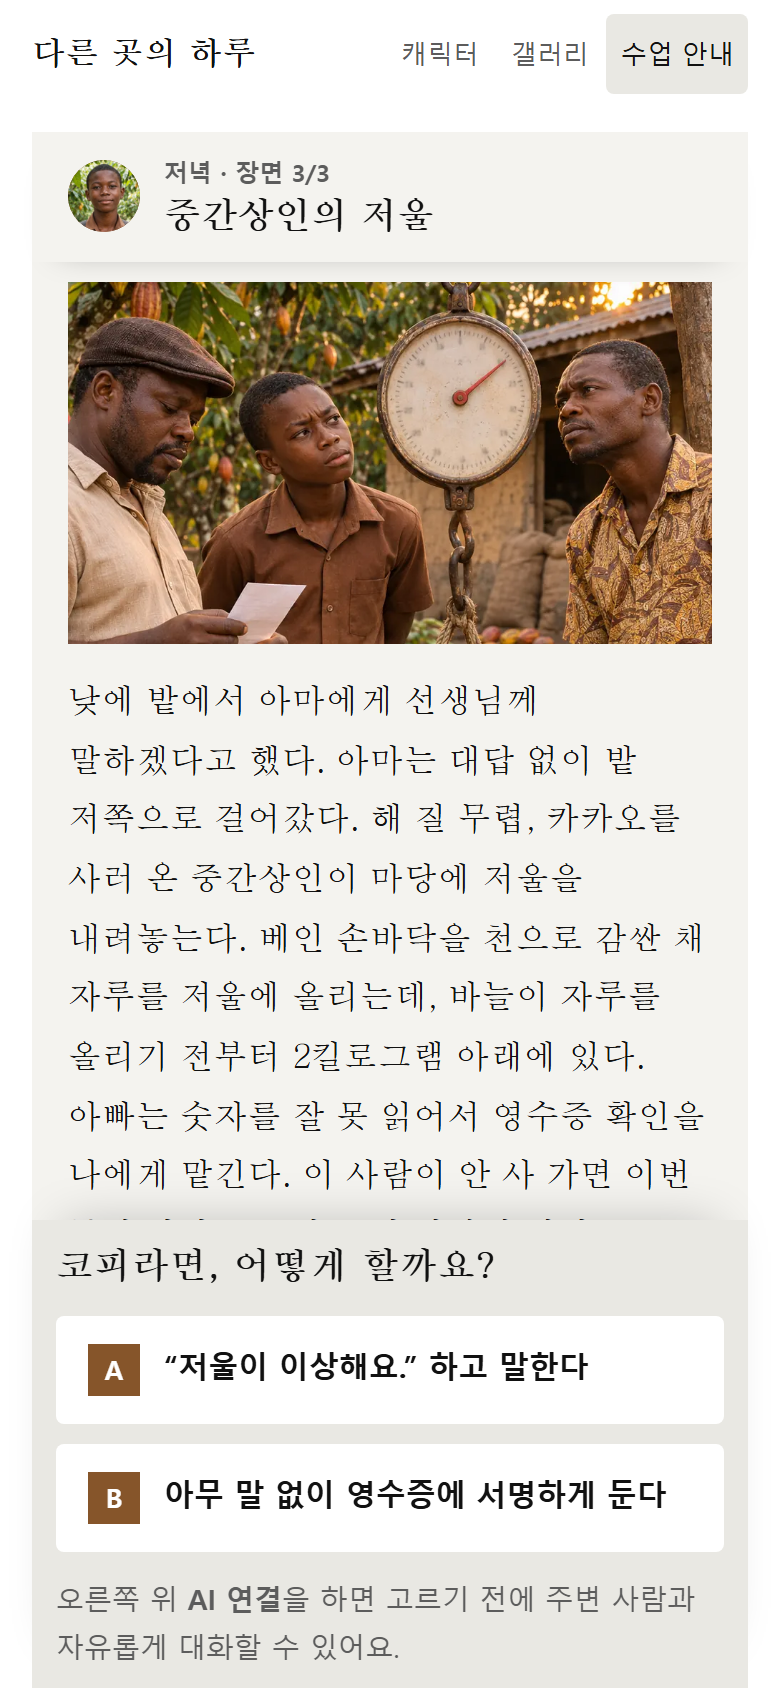 다른 곳의 하루
캐릭터 갤러리 수업 안내
저녁 · 장면 3/3
중간상인의 저울
낮에 밭에서 아마에게 선생님께
말하겠다고 했다. 아마는 대답 없이 밭
저쪽으로 걸어갔다. 해 질 무렵, 카카오를
사러 온 중간상인이 마당에 저울을
내려놓는다. 베인 손바닥을 천으로 감싼 채
자루를 저울에 올리는데, 바늘이 자루를
올리기 전부터 2킬로그램 아래에 있다.
아빠는 숫자를 잘 못 읽어서 영수증 확인을
나에게 맡긴다. 이 사람이 안 사 가면 이번
코피라면, 어떻게 할까요?
A “저울이 이상해요.” 하고 말한다
B 아무 말 없이 영수증에 서명하게 둔다
오른쪽 위 AI 연결을 하면 고르기 전에 주변 사람과
자유롭게 대화할 수 있어요.